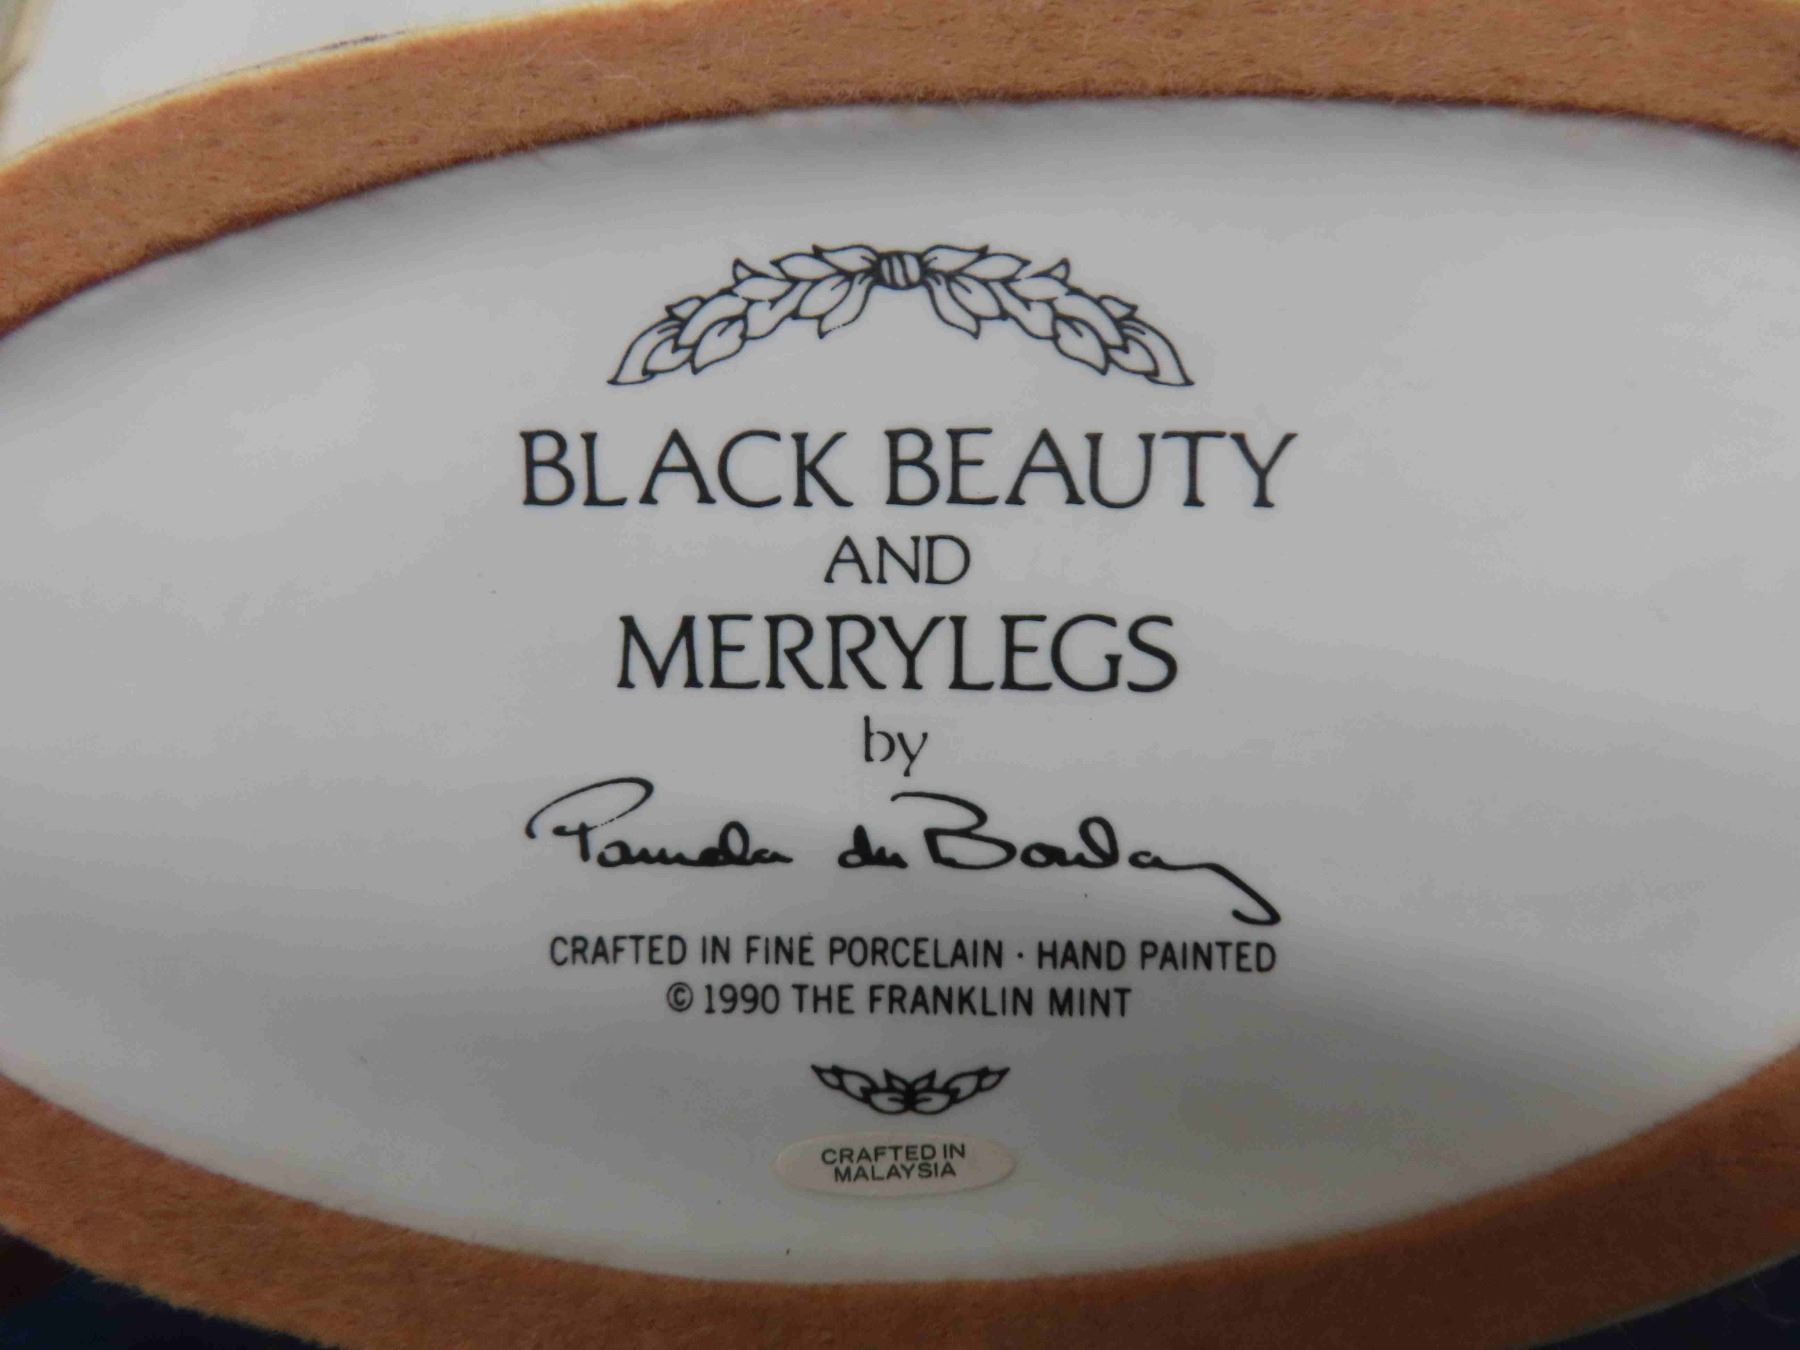 BLACK BEAUTY
AND
MERRYLEGS
by
Pamela du Boulay
CRAFTED IN FINE PORCELAIN · HAND PAINTED
© 1990 THE FRANKLIN MINT
CRAFTED IN
MALAYSIA